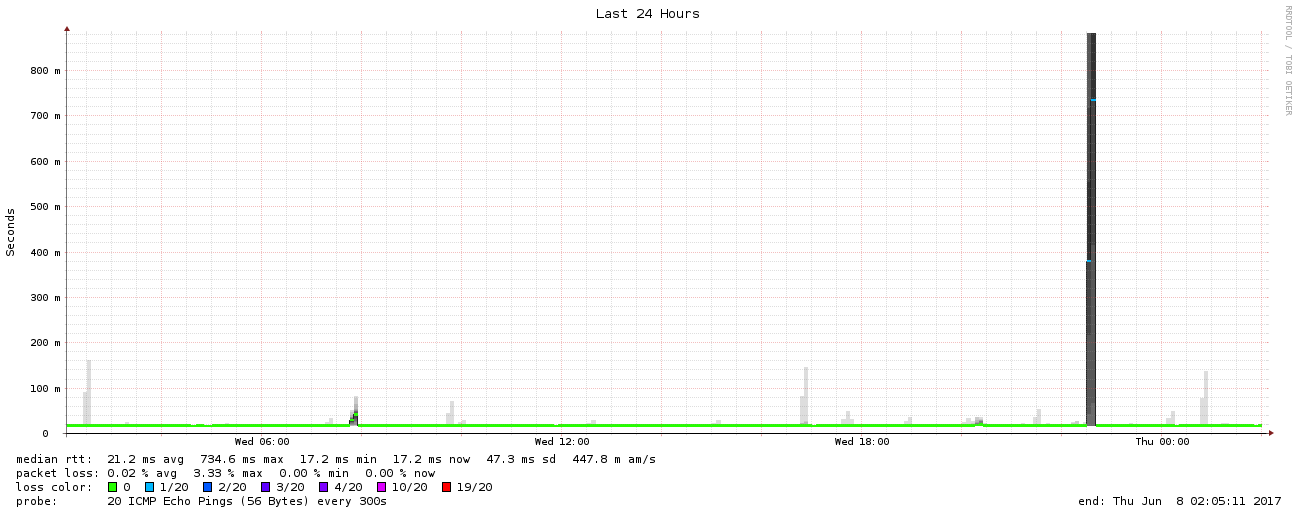 Last 24 Hours
RRDTOOL / TOBI OETIKER
Seconds
800 m
700 m
600 m
500 m
400 m
300 m
200 m
100 m
0
Wed 06:00 Wed 12:00 Wed 18:00 Thu 00:00
median rtt: 21.2 ms avg 734.6 ms max 17.2 ms min 17.2 ms now 47.3 ms sd 447.8 m am/s
packet loss: 0.02 % avg 3.33 % max 0.00 % min 0.00 % now
loss color: 0 1/20 2/20 3/20 4/20 10/20 19/20
probe: 20 ICMP Echo Pings (56 Bytes) every 300s end: Thu Jun 8 02:05:11 2017